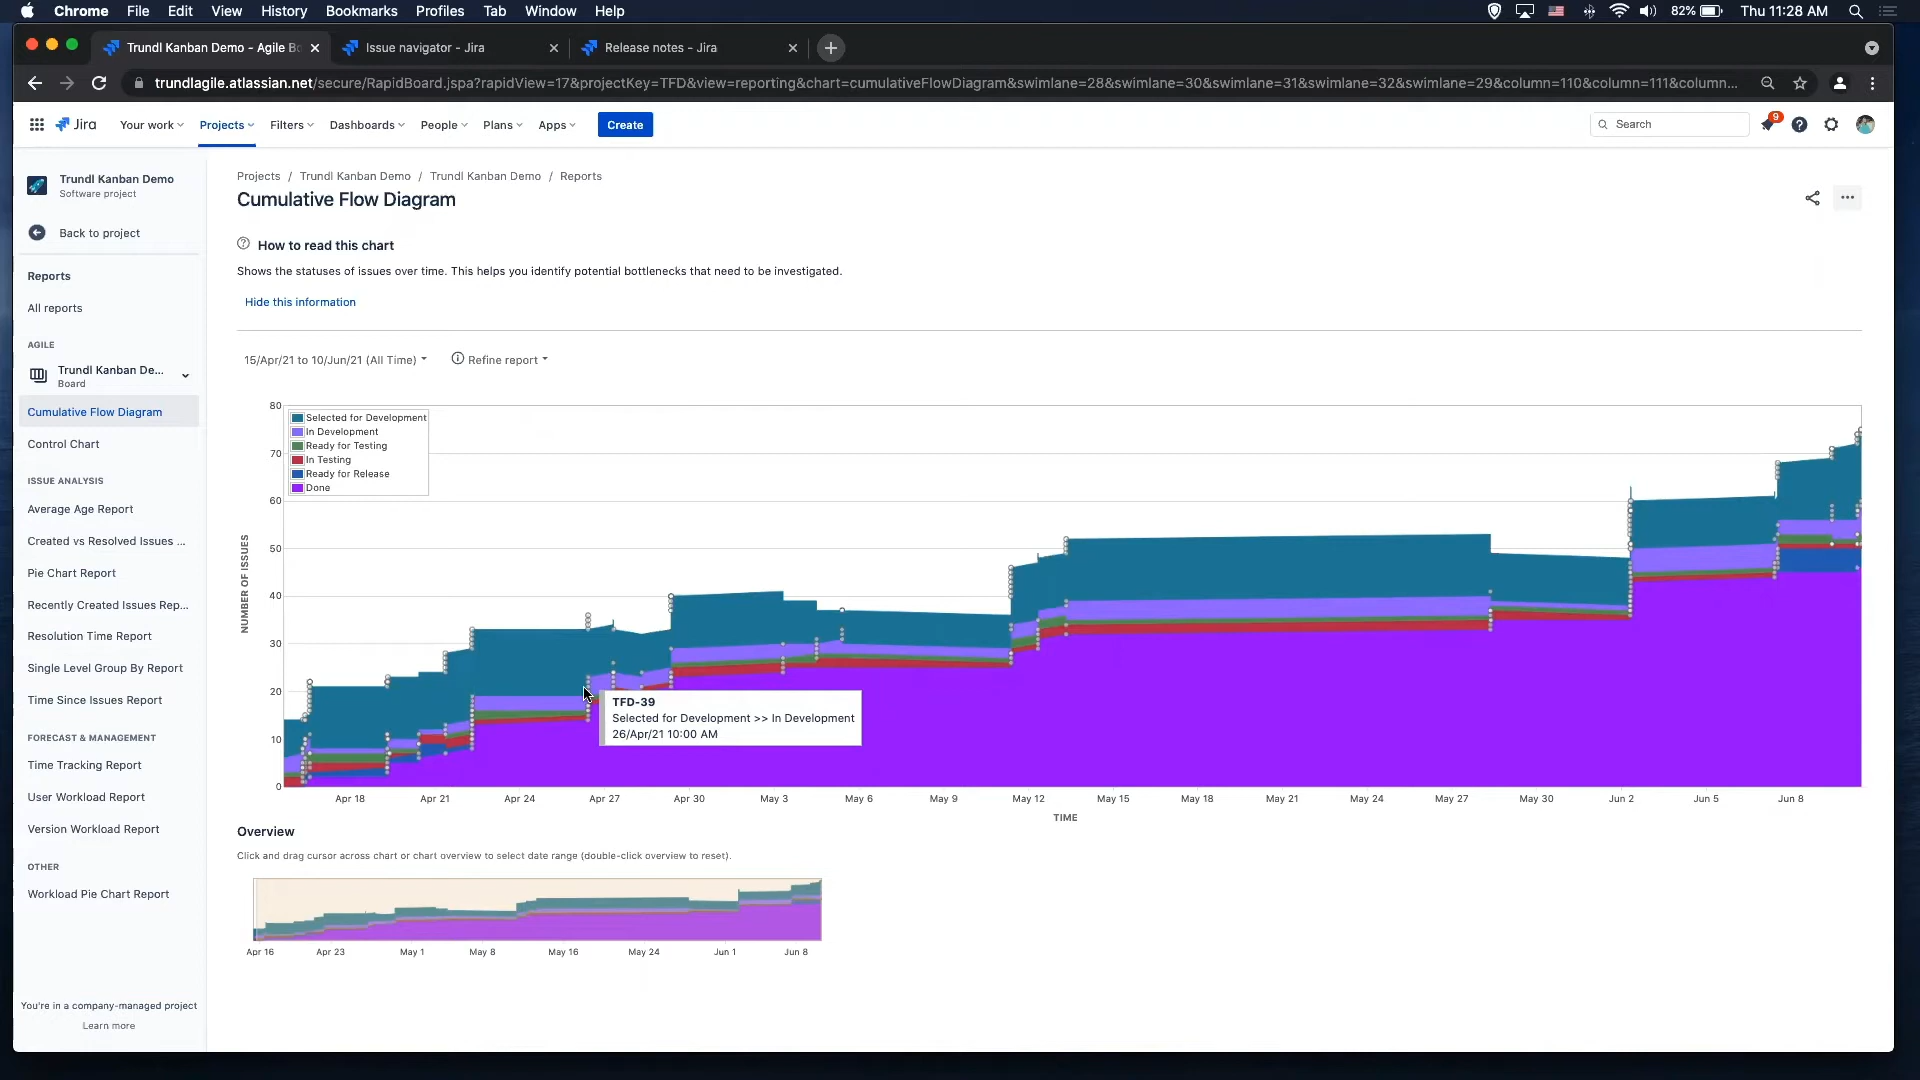 Chrome File Edit View History Bookmarks Profiles Tab Window Help 82% Thu 11:28 AM
Trundl Kanban Demo - Agile Bo Issue navigator - Jira Release notes - Jira
trundlagile.atlassian.net/secure/RapidBoard.jspa?rapidView=17&projectKey=TFD&view=reporting&chart=cumulativeFlowDiagram&swimlane=28&swimlane=30&swimlane=31&swimlane=32&swimlane=29&column=110&column=111&column...
Jira Your work Projects Filters Dashboards People Plans Apps Create Search 9
Trundl Kanban Demo
Software project
Back to project
Reports
All reports
AGILE
Trundl Kanban De...
Board
Cumulative Flow Diagram
Control Chart
ISSUE ANALYSIS
Average Age Report
Created vs Resolved Issues ...
Pie Chart Report
Recently Created Issues Rep...
Resolution Time Report
Single Level Group By Report
Time Since Issues Report
FORECAST & MANAGEMENT
Time Tracking Report
User Workload Report
Version Workload Report
OTHER
Workload Pie Chart Report
You're in a company-managed project
Learn more
Projects / Trundl Kanban Demo / Trundl Kanban Demo / Reports
Cumulative Flow Diagram
How to read this chart
Shows the statuses of issues over time. This helps you identify potential bottlenecks that need to be investigated.
Hide this information
15/Apr/21 to 10/Jun/21 (All Time) Refine report
80
70
60
50
40
30
20
10
0
NUMBER OF ISSUES
Selected for Development
In Development
Ready for Testing
In Testing
Ready for Release
Done
TFD-39
Selected for Development >> In Development
26/Apr/21 10:00 AM
Apr 18 Apr 21 Apr 24 Apr 27 Apr 30 May 3 May 6 May 9 May 12 May 15 May 18 May 21 May 24 May 27 May 30 Jun 2 Jun 5 Jun 8
TIME
Overview
Click and drag cursor across chart or chart overview to select date range (double-click overview to reset).
Apr 16 Apr 23 May 1 May 8 May 16 May 24 Jun 1 Jun 8